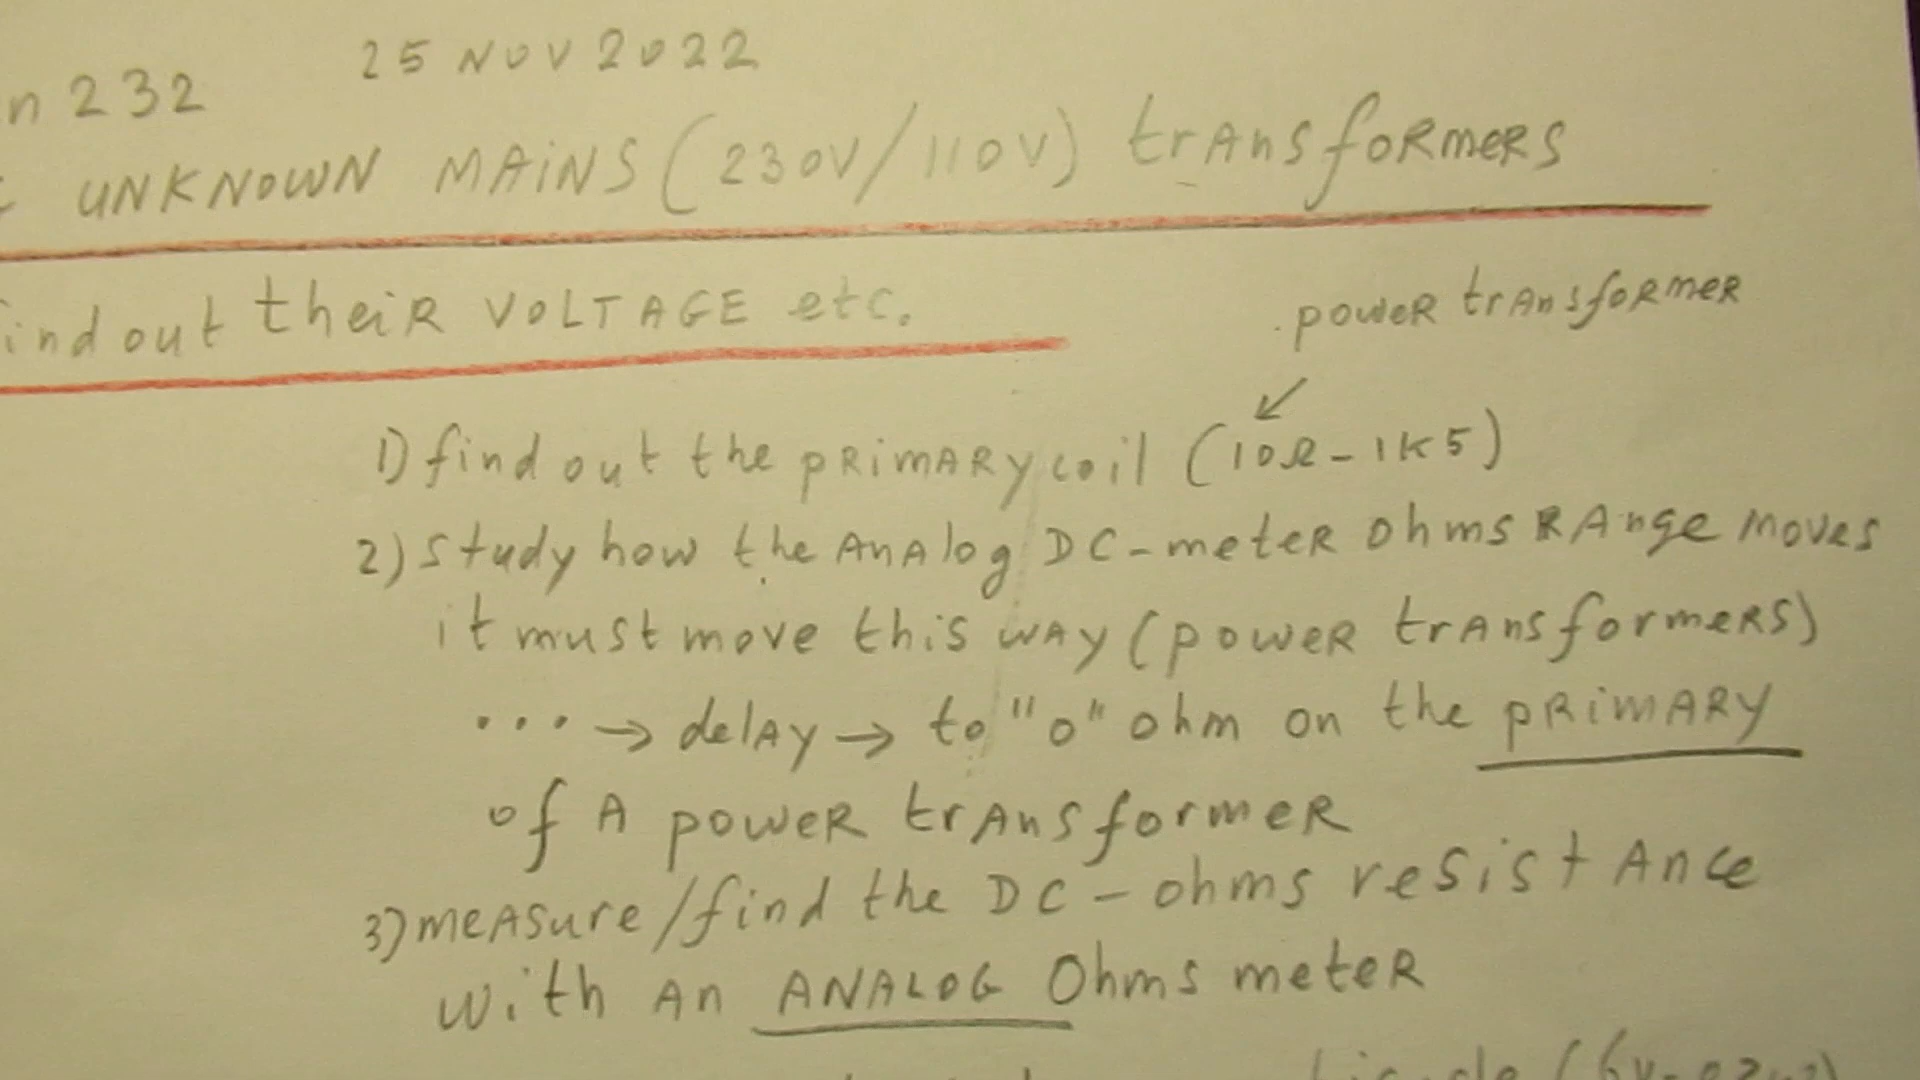 25 NOV 2022
n 232
UNKNOWN MAINS (230V/110V) transformers
ind out their VOLTAGE etc.
power transformer
↙
1) find out the primary coil (10Ω - 1K5)
2) study how the Analog DC-meter ohms Range moves
it must move this way (power transformers)
... → delay → to "0" ohm on the primary
of A power transformer
3) measure/find the DC-ohms resistance
with an ANALOG Ohms meter